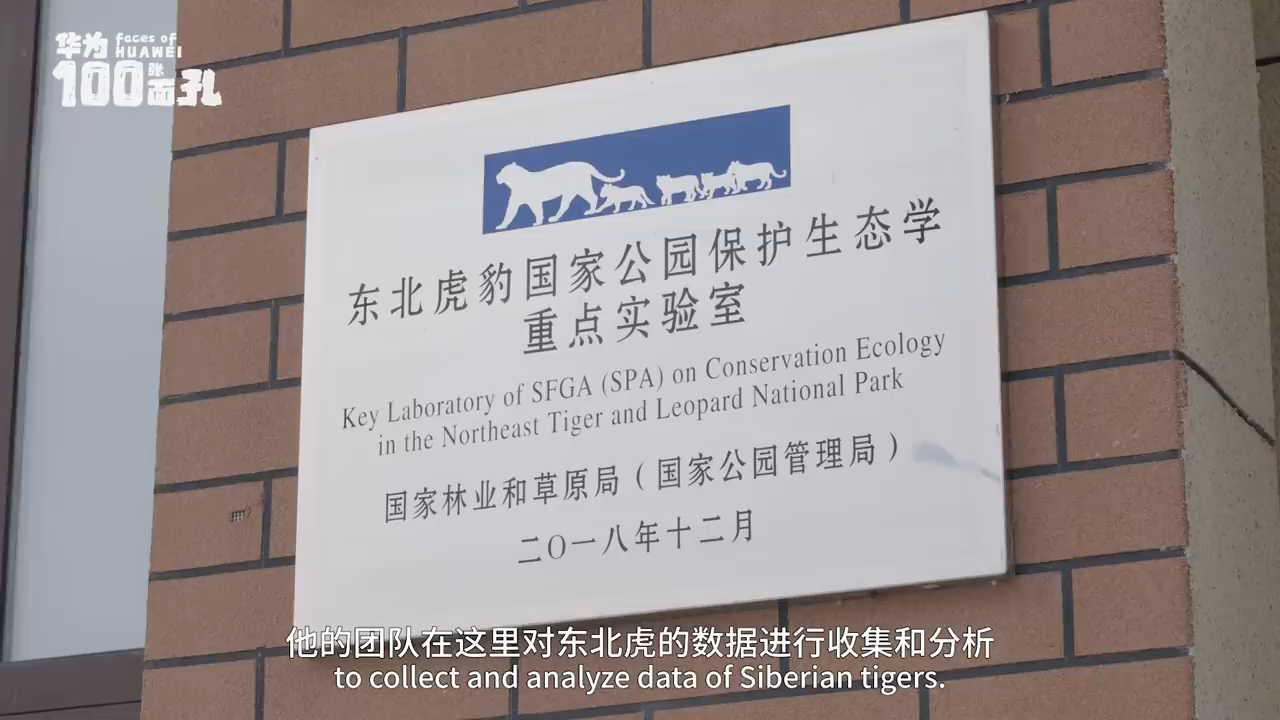 华为 faces of HUAWEI
100张面孔
东北虎豹国家公园保护生态学
重点实验室
Key Laboratory of SFGA (SPA) on Conservation Ecology
in the Northeast Tiger and Leopard National Park
国家林业和草原局（国家公园管理局）
二〇一八年十二月
他的团队在这里对东北虎的数据进行收集和分析
to collect and analyze data of Siberian tigers.